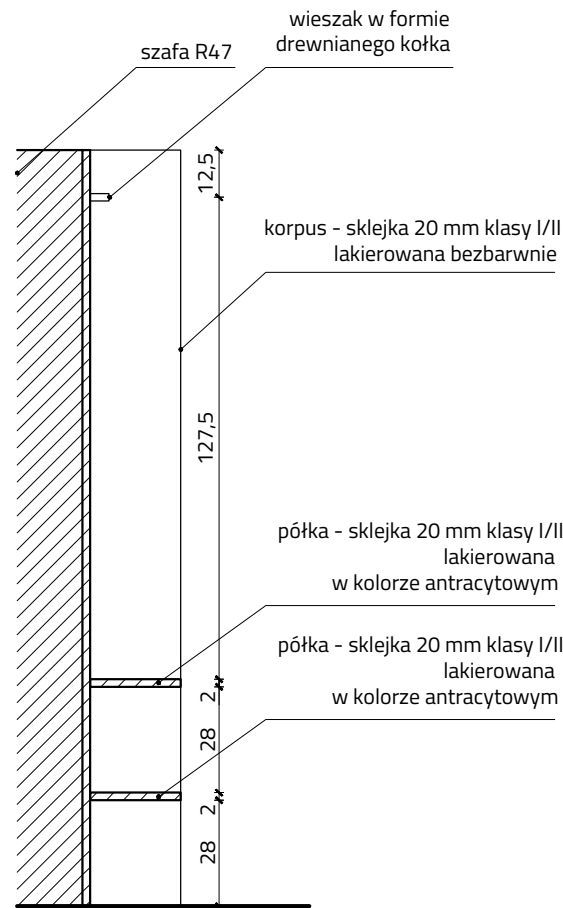 wieszak w formie
drewnianego kołka
szafa R47
12,5
korpus - sklejka 20 mm klasy I/II
lakierowana bezbarwnie
127,5
półka - sklejka 20 mm klasy I/II
lakierowana
w kolorze antracytowym
półka - sklejka 20 mm klasy I/II
lakierowana
w kolorze antracytowym
2
28
2
28